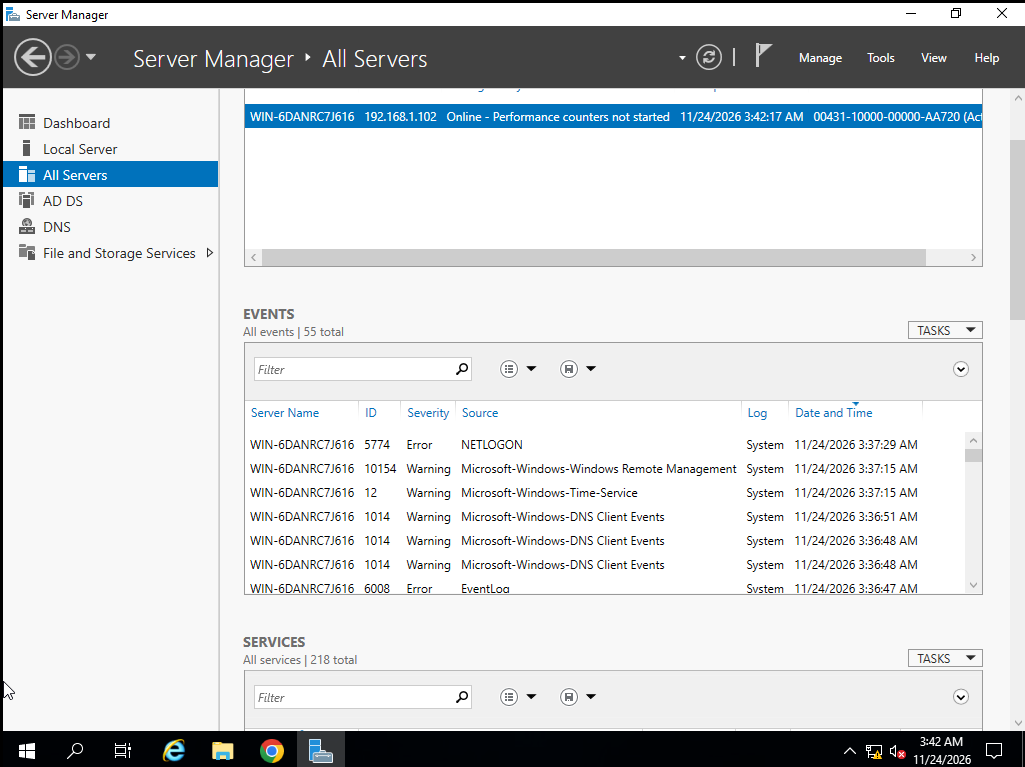 Server Manager
Server Manager All Servers Manage Tools View Help
Dashboard
Local Server
All Servers
AD DS
DNS
File and Storage Services
WIN-6DANRC7J616 192.168.1.102 Online - Performance counters not started 11/24/2026 3:42:17 AM 00431-10000-00000-AA720 (Act
EVENTS
All events | 55 total
TASKS
Filter
Server Name ID Severity Source Log Date and Time
WIN-6DANRC7J616 5774 Error NETLOGON System 11/24/2026 3:37:29 AM
WIN-6DANRC7J616 10154 Warning Microsoft-Windows-Windows Remote Management System 11/24/2026 3:37:15 AM
WIN-6DANRC7J616 12 Warning Microsoft-Windows-Time-Service System 11/24/2026 3:37:15 AM
WIN-6DANRC7J616 1014 Warning Microsoft-Windows-DNS Client Events System 11/24/2026 3:36:51 AM
WIN-6DANRC7J616 1014 Warning Microsoft-Windows-DNS Client Events System 11/24/2026 3:36:48 AM
WIN-6DANRC7J616 1014 Warning Microsoft-Windows-DNS Client Events System 11/24/2026 3:36:48 AM
WIN-6DANRC7J616 6008 Error EventLog System 11/24/2026 3:36:47 AM
SERVICES
All services | 218 total
TASKS
Filter
3:42 AM
11/24/2026